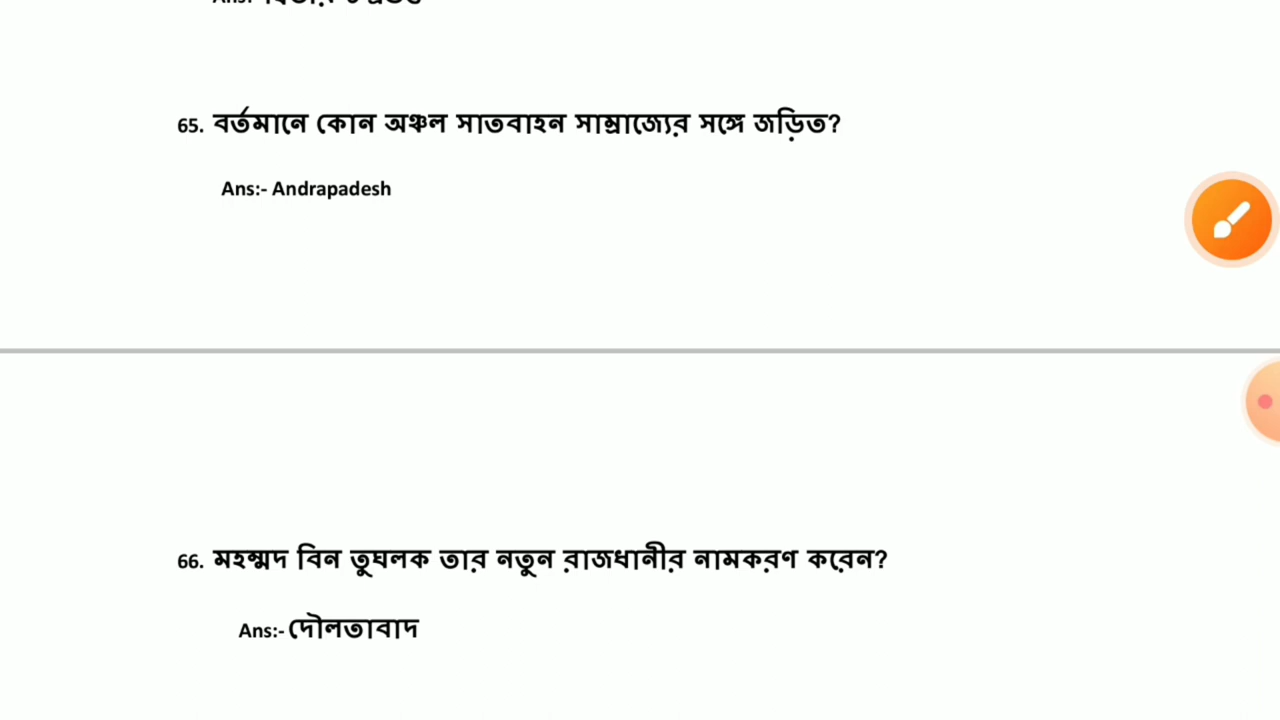 65. বর্তমানে কোন অঞ্চল সাতবাহন সাম্রাজ্যের সঙ্গে জড়িত?
Ans:- Andrapadesh
66. মহম্মদ বিন তুঘলক তার নতুন রাজধানীর নামকরণ করেন?
Ans:- দৌলতাবাদ